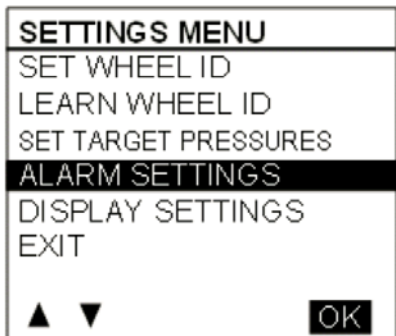 SETTINGS MENU
SET WHEEL ID
LEARN WHEEL ID
SET TARGET PRESSURES
ALARM SETTINGS
DISPLAY SETTINGS
EXIT
▲ ▼ OK